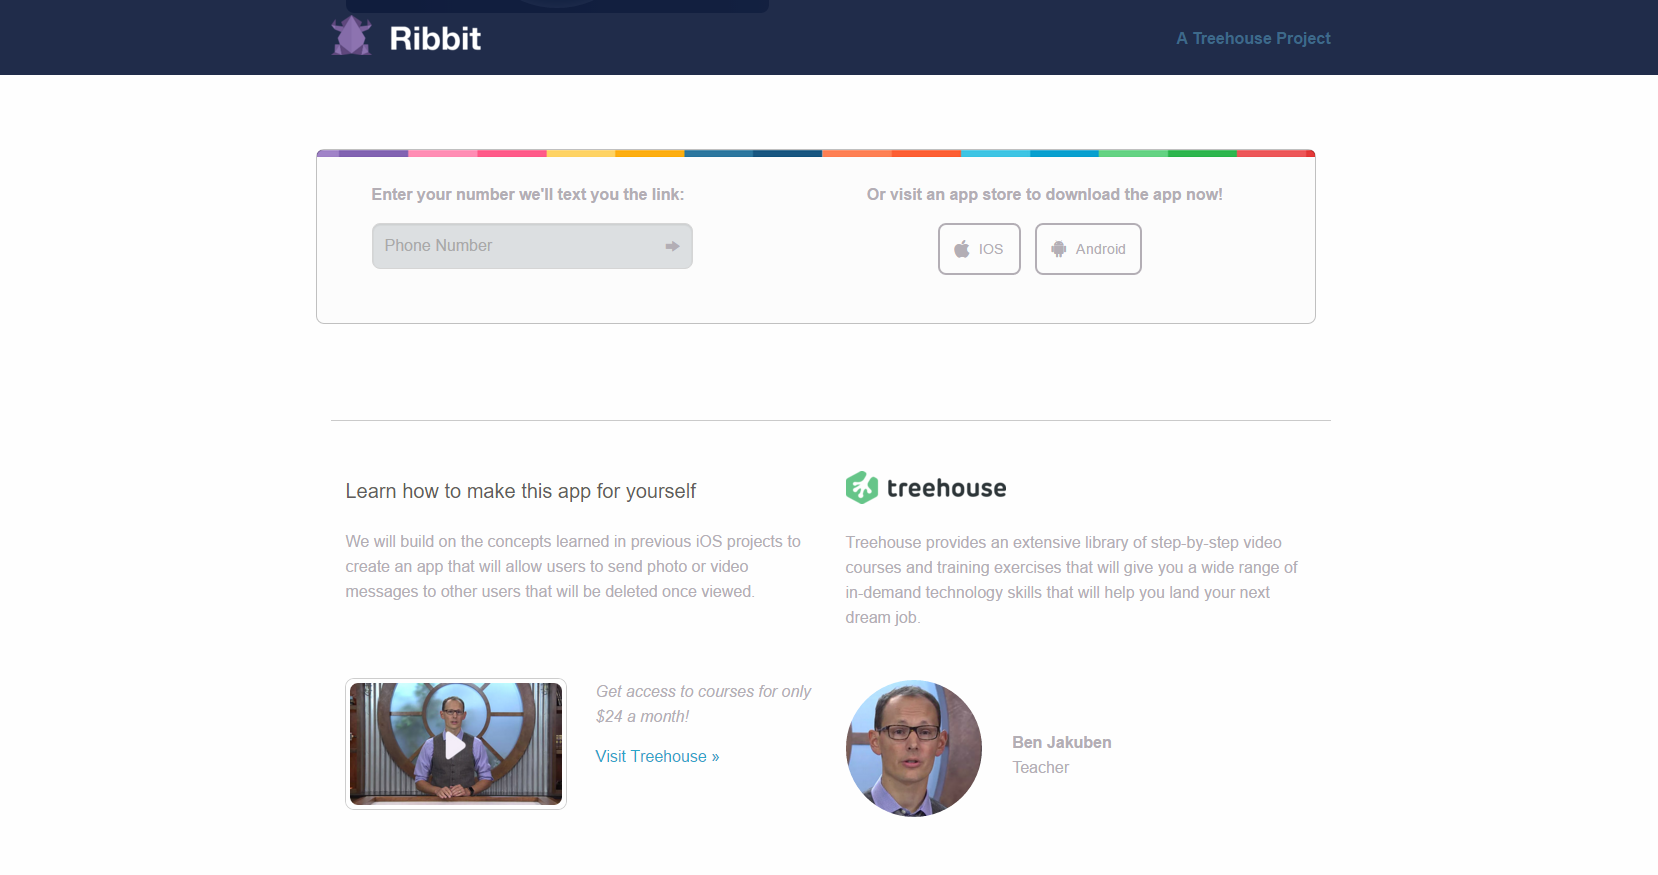 Ribbit
A Treehouse Project
Enter your number we'll text you the link:
Phone Number
Or visit an app store to download the app now!
IOS
Android
Learn how to make this app for yourself
We will build on the concepts learned in previous iOS projects to
create an app that will allow users to send photo or video
messages to other users that will be deleted once viewed.
treehouse
Treehouse provides an extensive library of step-by-step video
courses and training exercises that will give you a wide range of
in-demand technology skills that will help you land your next
dream job.
Get access to courses for only
$24 a month!
Visit Treehouse »
Ben Jakuben
Teacher